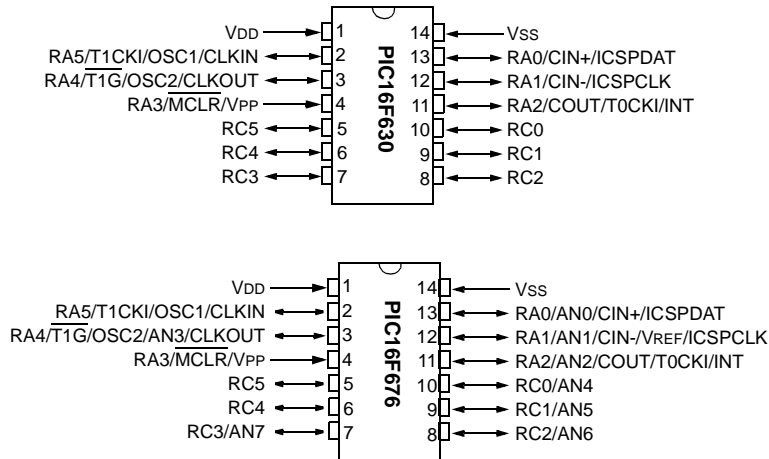 VDD 1 14 VSS
RA5/T1CKI/OSC1/CLKIN 2 13 RA0/CIN+/ICSPDAT
RA4/T1G/OSC2/CLKOUT 3 12 RA1/CIN-/ICSPCLK
RA3/MCLR/VPP 4 11 RA2/COUT/T0CKI/INT
RC5 5 10 RC0
RC4 6 9 RC1
RC3 7 8 RC2
PIC16F630
VDD 1 14 VSS
RA5/T1CKI/OSC1/CLKIN 2 13 RA0/AN0/CIN+/ICSPDAT
RA4/T1G/OSC2/AN3/CLKOUT 3 12 RA1/AN1/CIN-/VREF/ICSPCLK
RA3/MCLR/VPP 4 11 RA2/AN2/COUT/T0CKI/INT
RC5 5 10 RC0/AN4
RC4 6 9 RC1/AN5
RC3/AN7 7 8 RC2/AN6
PIC16F676